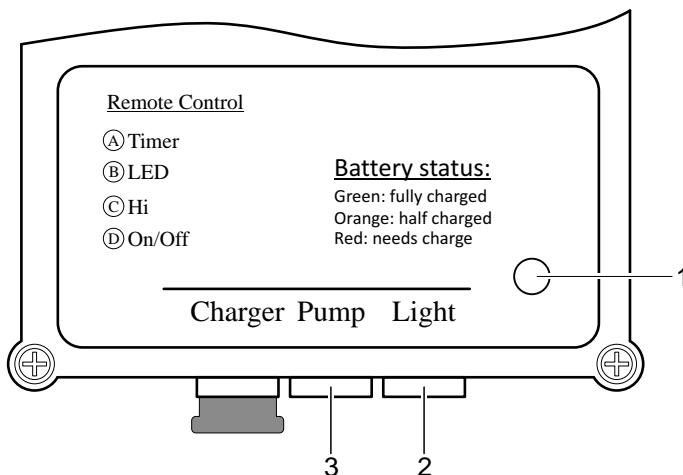 Remote Control
Ⓐ Timer
Ⓑ LED
Ⓒ Hi
Ⓓ On/Off
Battery status:
Green: fully charged
Orange: half charged
Red: needs charge
1
Charger Pump Light
3 2